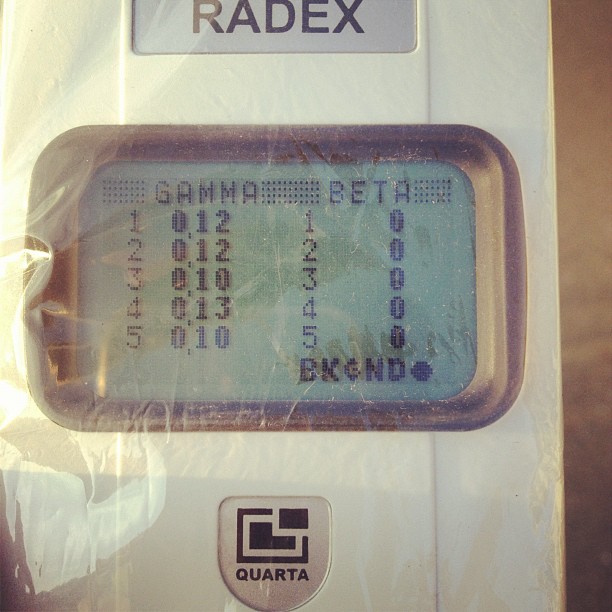 RADEX
GAMMA BETA
1 0,12 1 0
2 0,12 2 0
3 0,10 3 0
4 0,13 4 0
5 0,10 5 0
BKGND
QUARTA